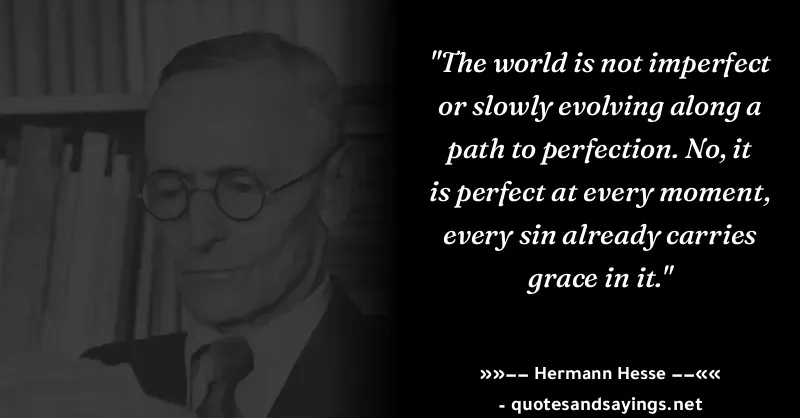 "The world is not imperfect
or slowly evolving along a
path to perfection. No, it
is perfect at every moment,
every sin already carries
grace in it."
»»–– Hermann Hesse ––««
- quotesandsayings.net